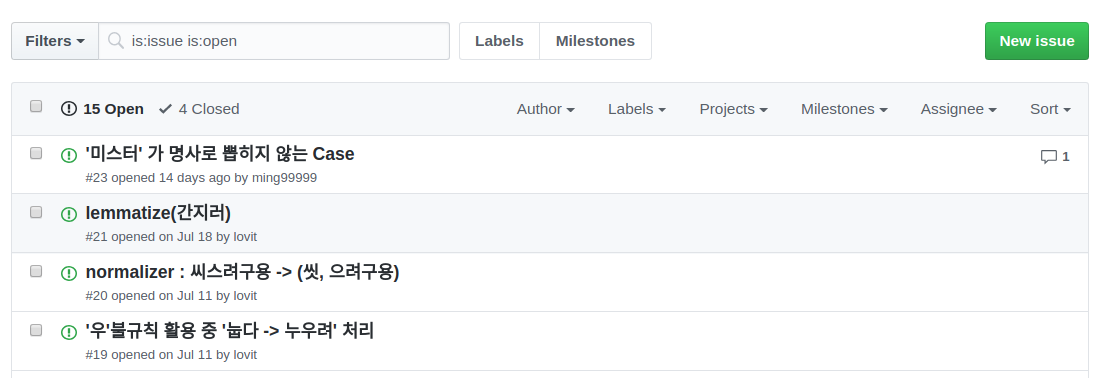 Filters is:issue is:open Labels Milestones New issue
15 Open 4 Closed Author Labels Projects Milestones Assignee Sort
'미스터' 가 명사로 뽑히지 않는 Case 1
#23 opened 14 days ago by ming99999
lemmatize(간지러)
#21 opened on Jul 18 by lovit
normalizer : 씨스려구용 -> (씻, 으려구용)
#20 opened on Jul 11 by lovit
'우'불규칙 활용 중 '눕다 -> 누우려' 처리
#19 opened on Jul 11 by lovit